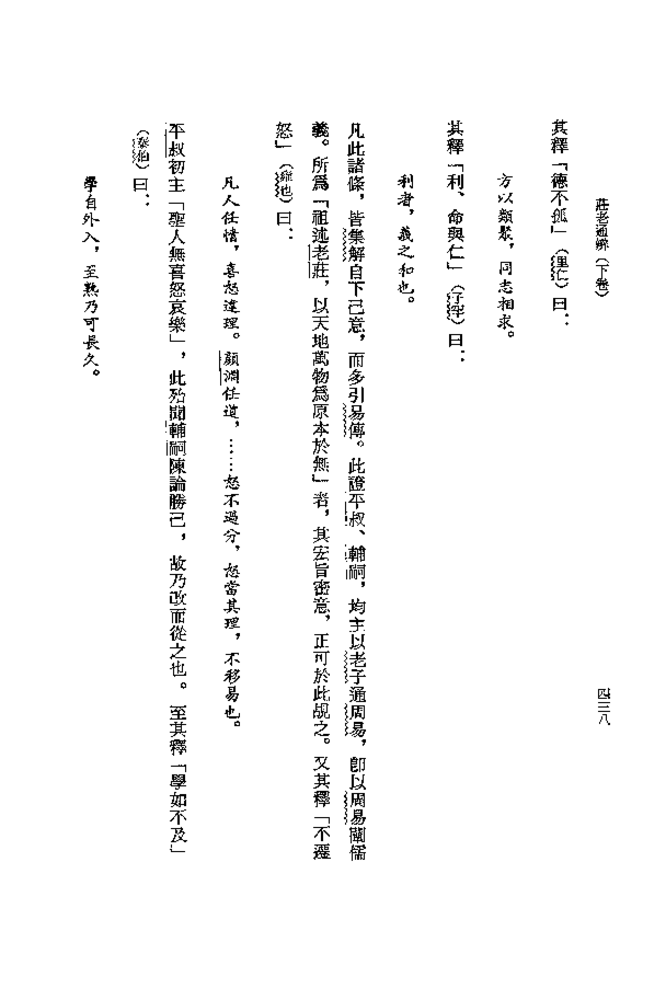 莊老通辨（下卷）
四三八
其釋「德不孤」（里仁）曰：
方以類聚，同志相求。
其釋「利、命與仁」（子罕）曰：
利者，義之和也。
凡此諸條，皆集解自下己意，而多引易傳。此證平叔、輔嗣，均主以老子通周易，卽以周易闡儒
義。所爲「祖述老莊，以天地萬物爲原本於無」者，其宏旨密意，正可於此覘之。又其釋「不遷
怒」（雍也）曰：
凡人任情，喜怒違理。顏淵任道，……怒不過分，怒當其理，不移易也。
平叔初主「聖人無喜怒哀樂」，此殆聞輔嗣陳論勝己，故乃改而從之也。至其釋「學如不及」
（泰伯）曰：
學自外入，至熟乃可長久。